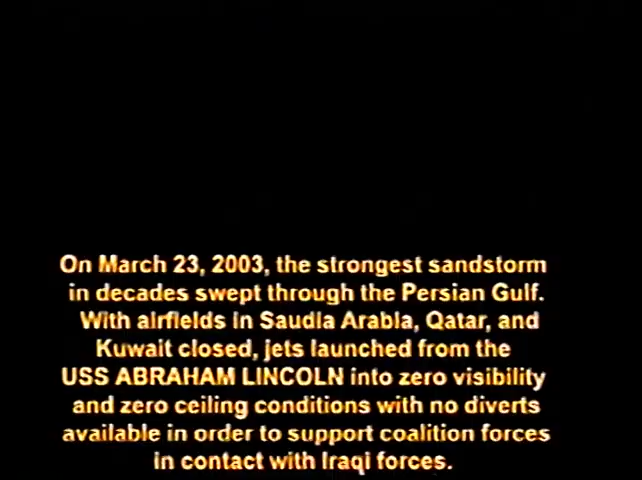 On March 23, 2003, the strongest sandstorm
in decades swept through the Persian Gulf.
With airfields in Saudia Arabia, Qatar, and
Kuwait closed, jets launched from the
USS ABRAHAM LINCOLN into zero visibility
and zero ceiling conditions with no diverts
available in order to support coalition forces
in contact with Iraqi forces.